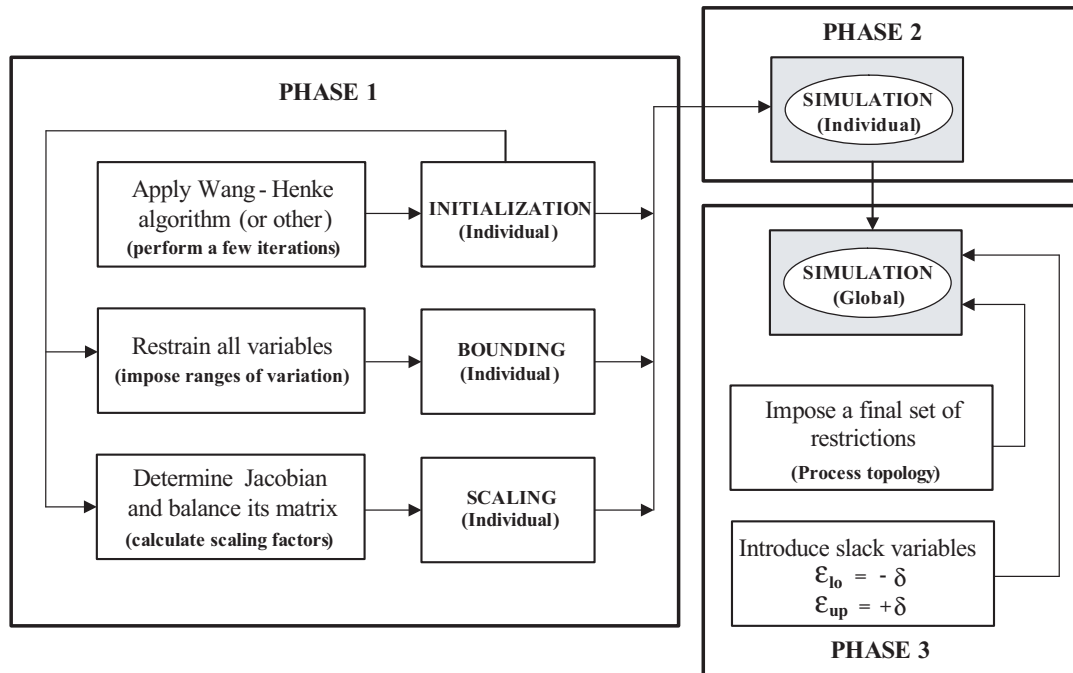 PHASE 1
Apply Wang - Henke
algorithm (or other)
(perform a few iterations)
INITIALIZATION
(Individual)
Restrain all variables
(impose ranges of variation)
BOUNDING
(Individual)
Determine Jacobian
and balance its matrix
(calculate scaling factors)
SCALING
(Individual)
PHASE 2
SIMULATION
(Individual)
SIMULATION
(Global)
Impose a final set of
restrictions
(Process topology)
Introduce slack variables
εlo = - δ
εup = +δ
PHASE 3